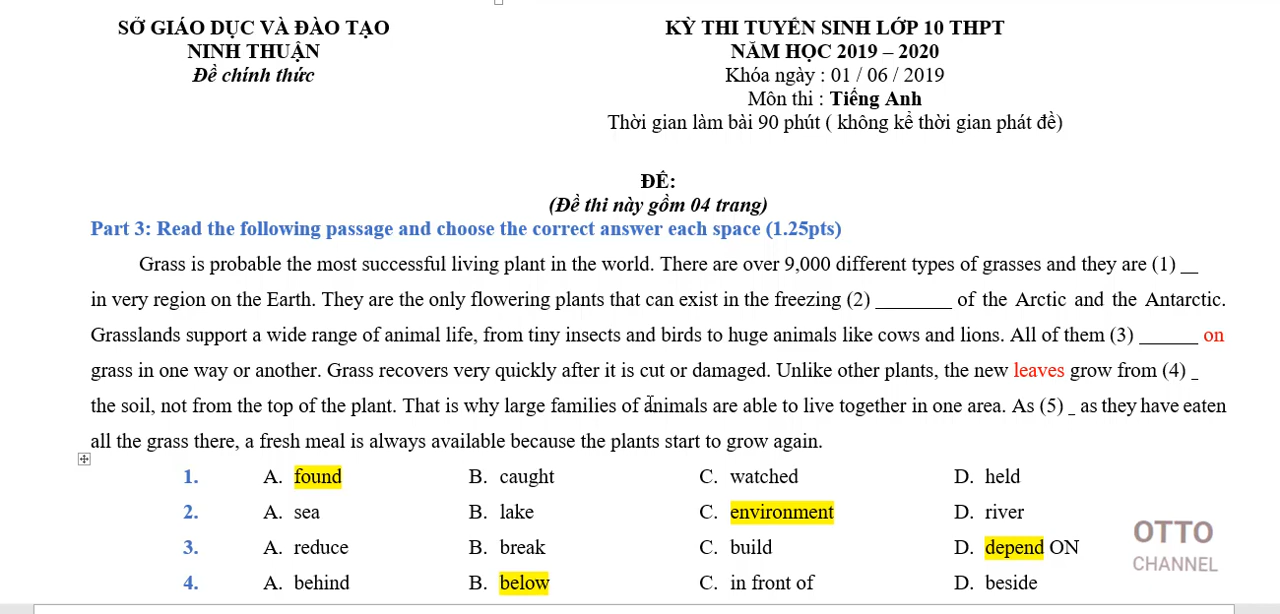 SỞ GIÁO DỤC VÀ ĐÀO TẠO
NINH THUẬN
Đề chính thức
KỲ THI TUYỂN SINH LỚP 10 THPT
NĂM HỌC 2019 – 2020
Khóa ngày : 01 / 06 / 2019
Môn thi : Tiếng Anh
Thời gian làm bài 90 phút ( không kể thời gian phát đề)
ĐỀ:
(Đề thi này gồm 04 trang)
Part 3: Read the following passage and choose the correct answer each space (1.25pts)
Grass is probable the most successful living plant in the world. There are over 9,000 different types of grasses and they are (1) __
in very region on the Earth. They are the only flowering plants that can exist in the freezing (2) ________ of the Arctic and the Antarctic.
Grasslands support a wide range of animal life, from tiny insects and birds to huge animals like cows and lions. All of them (3) ______ on
grass in one way or another. Grass recovers very quickly after it is cut or damaged. Unlike other plants, the new leaves grow from (4) _
the soil, not from the top of the plant. That is why large families of animals are able to live together in one area. As (5) _ as they have eaten
all the grass there, a fresh meal is always available because the plants start to grow again.
1. A. found B. caught C. watched D. held
2. A. sea B. lake C. environment D. river
3. A. reduce B. break C. build D. depend ON
4. A. behind B. below C. in front of D. beside
OTTO
CHANNEL